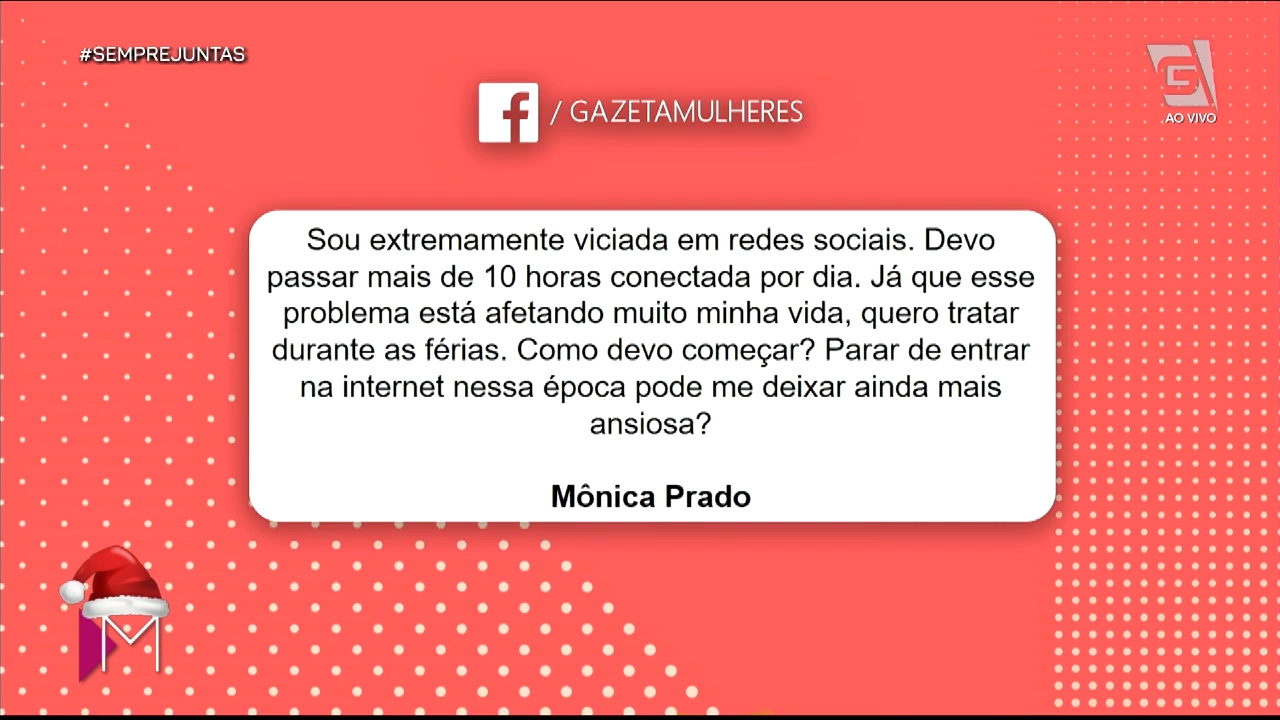 #SEMPREJUNTAS
f / GAZETAMULHERES
G
AO VIVO
Sou extremamente viciada em redes sociais. Devo
passar mais de 10 horas conectada por dia. Já que esse
problema está afetando muito minha vida, quero tratar
durante as férias. Como devo começar? Parar de entrar
na internet nessa época pode me deixar ainda mais
ansiosa?
Mônica Prado
M